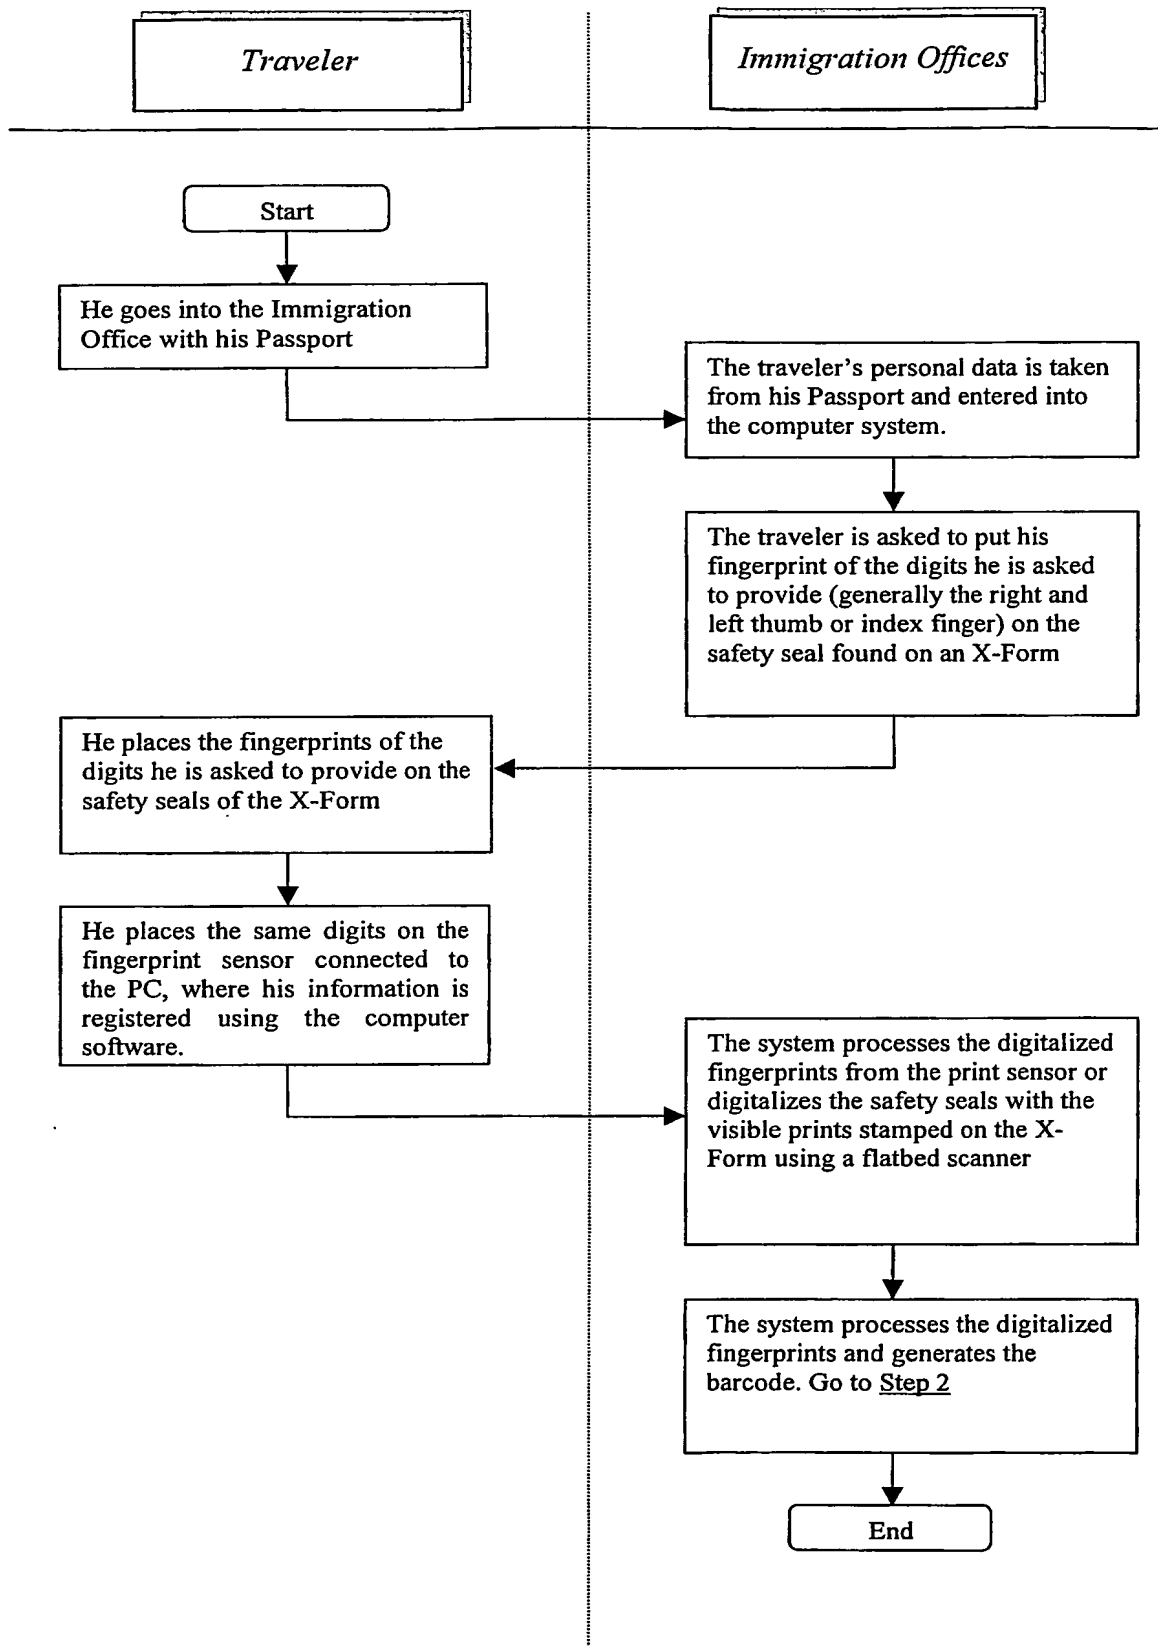 Traveler
Immigration Offices
Start
He goes into the Immigration
Office with his Passport
The traveler's personal data is taken
from his Passport and entered into
the computer system.
The traveler is asked to put his
fingerprint of the digits he is asked
to provide (generally the right and
left thumb or index finger) on the
safety seal found on an X-Form
He places the fingerprints of the
digits he is asked to provide on the
safety seals of the X-Form
He places the same digits on the
fingerprint sensor connected to
the PC, where his information is
registered using the computer
software.
The system processes the digitalized
fingerprints from the print sensor or
digitalizes the safety seals with the
visible prints stamped on the X-
Form using a flatbed scanner
The system processes the digitalized
fingerprints and generates the
barcode. Go to Step 2
End